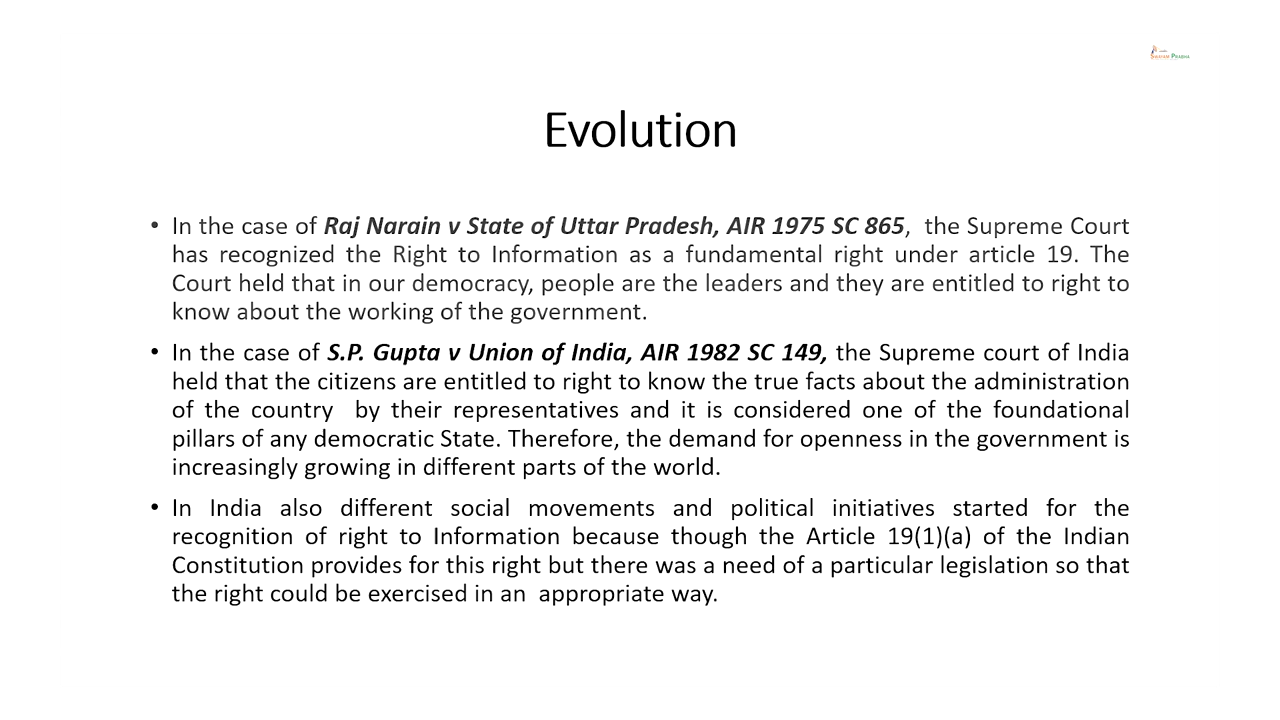 Swayam Prabha
Evolution
• In the case of Raj Narain v State of Uttar Pradesh, AIR 1975 SC 865,  the Supreme Court
has recognized the Right to Information as a fundamental right under article 19. The
Court held that in our democracy, people are the leaders and they are entitled to right to
know about the working of the government.
• In the case of S.P. Gupta v Union of India, AIR 1982 SC 149, the Supreme court of India
held that the citizens are entitled to right to know the true facts about the administration
of the country  by their representatives and it is considered one of the foundational
pillars of any democratic State. Therefore, the demand for openness in the government is
increasingly growing in different parts of the world.
• In India also different social movements and political initiatives started for the
recognition of right to Information because though the Article 19(1)(a) of the Indian
Constitution provides for this right but there was a need of a particular legislation so that
the right could be exercised in an  appropriate way.